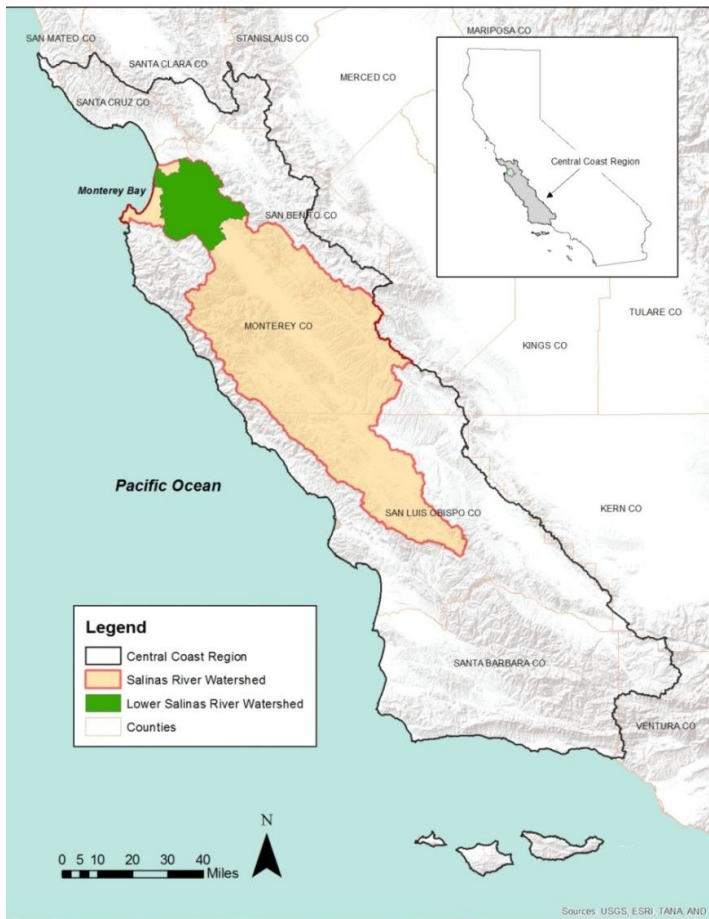 SAN MATEO CO
STANISLAUS CO
MARIPOSA CO
SANTA CLARA CO
MERCED CO
SANTA CRUZ CO
Central Coast Region
Monterey Bay
SAN BENITO CO
MONTEREY CO
TULARE CO
KINGS CO
Pacific Ocean
SAN LUIS OBISPO CO
KERN CO
Legend
Central Coast Region
Salinas River Watershed
Lower Salinas River Watershed
Counties
SANTA BARBARA CO
VENTURA CO
N
0 5 10 20 30 40
Miles
Sources: USGS, ESRI, TANA, AND